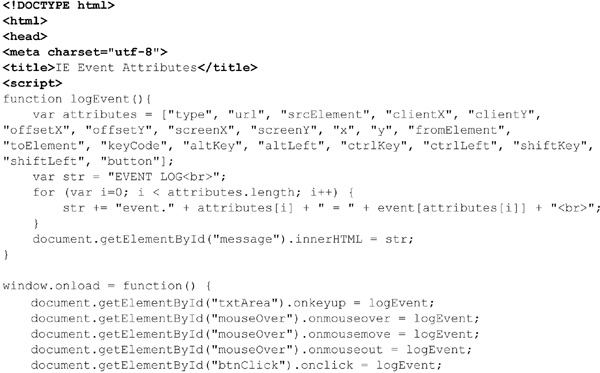 <!DOCTYPE html>
<html>
<head>
<meta charset="utf-8">
<title>IE Event Attributes</title>
<script>
function logEvent(){
    var attributes = ["type", "url", "srcElement", "clientX", "clientY",
"offsetX", "offsetY", "screenX", "screenY", "x", "y", "fromElement",
"toElement", "keyCode", "altKey", "altLeft", "ctrlKey", "ctrlLeft", "shiftKey",
"shiftLeft", "button"];
    var str = "EVENT LOG<br>";
    for (var i=0; i < attributes.length; i++) {
        str += "event." + attributes[i] + " = " + event[attributes[i]] + "<br>";
    }
    document.getElementById("message").innerHTML = str;
}

window.onload = function() {
    document.getElementById("txtArea").onkeyup = logEvent;
    document.getElementById("mouseOver").onmouseover = logEvent;
    document.getElementById("mouseOver").onmousemove = logEvent;
    document.getElementById("mouseOver").onmouseout = logEvent;
    document.getElementById("btnClick").onclick = logEvent;